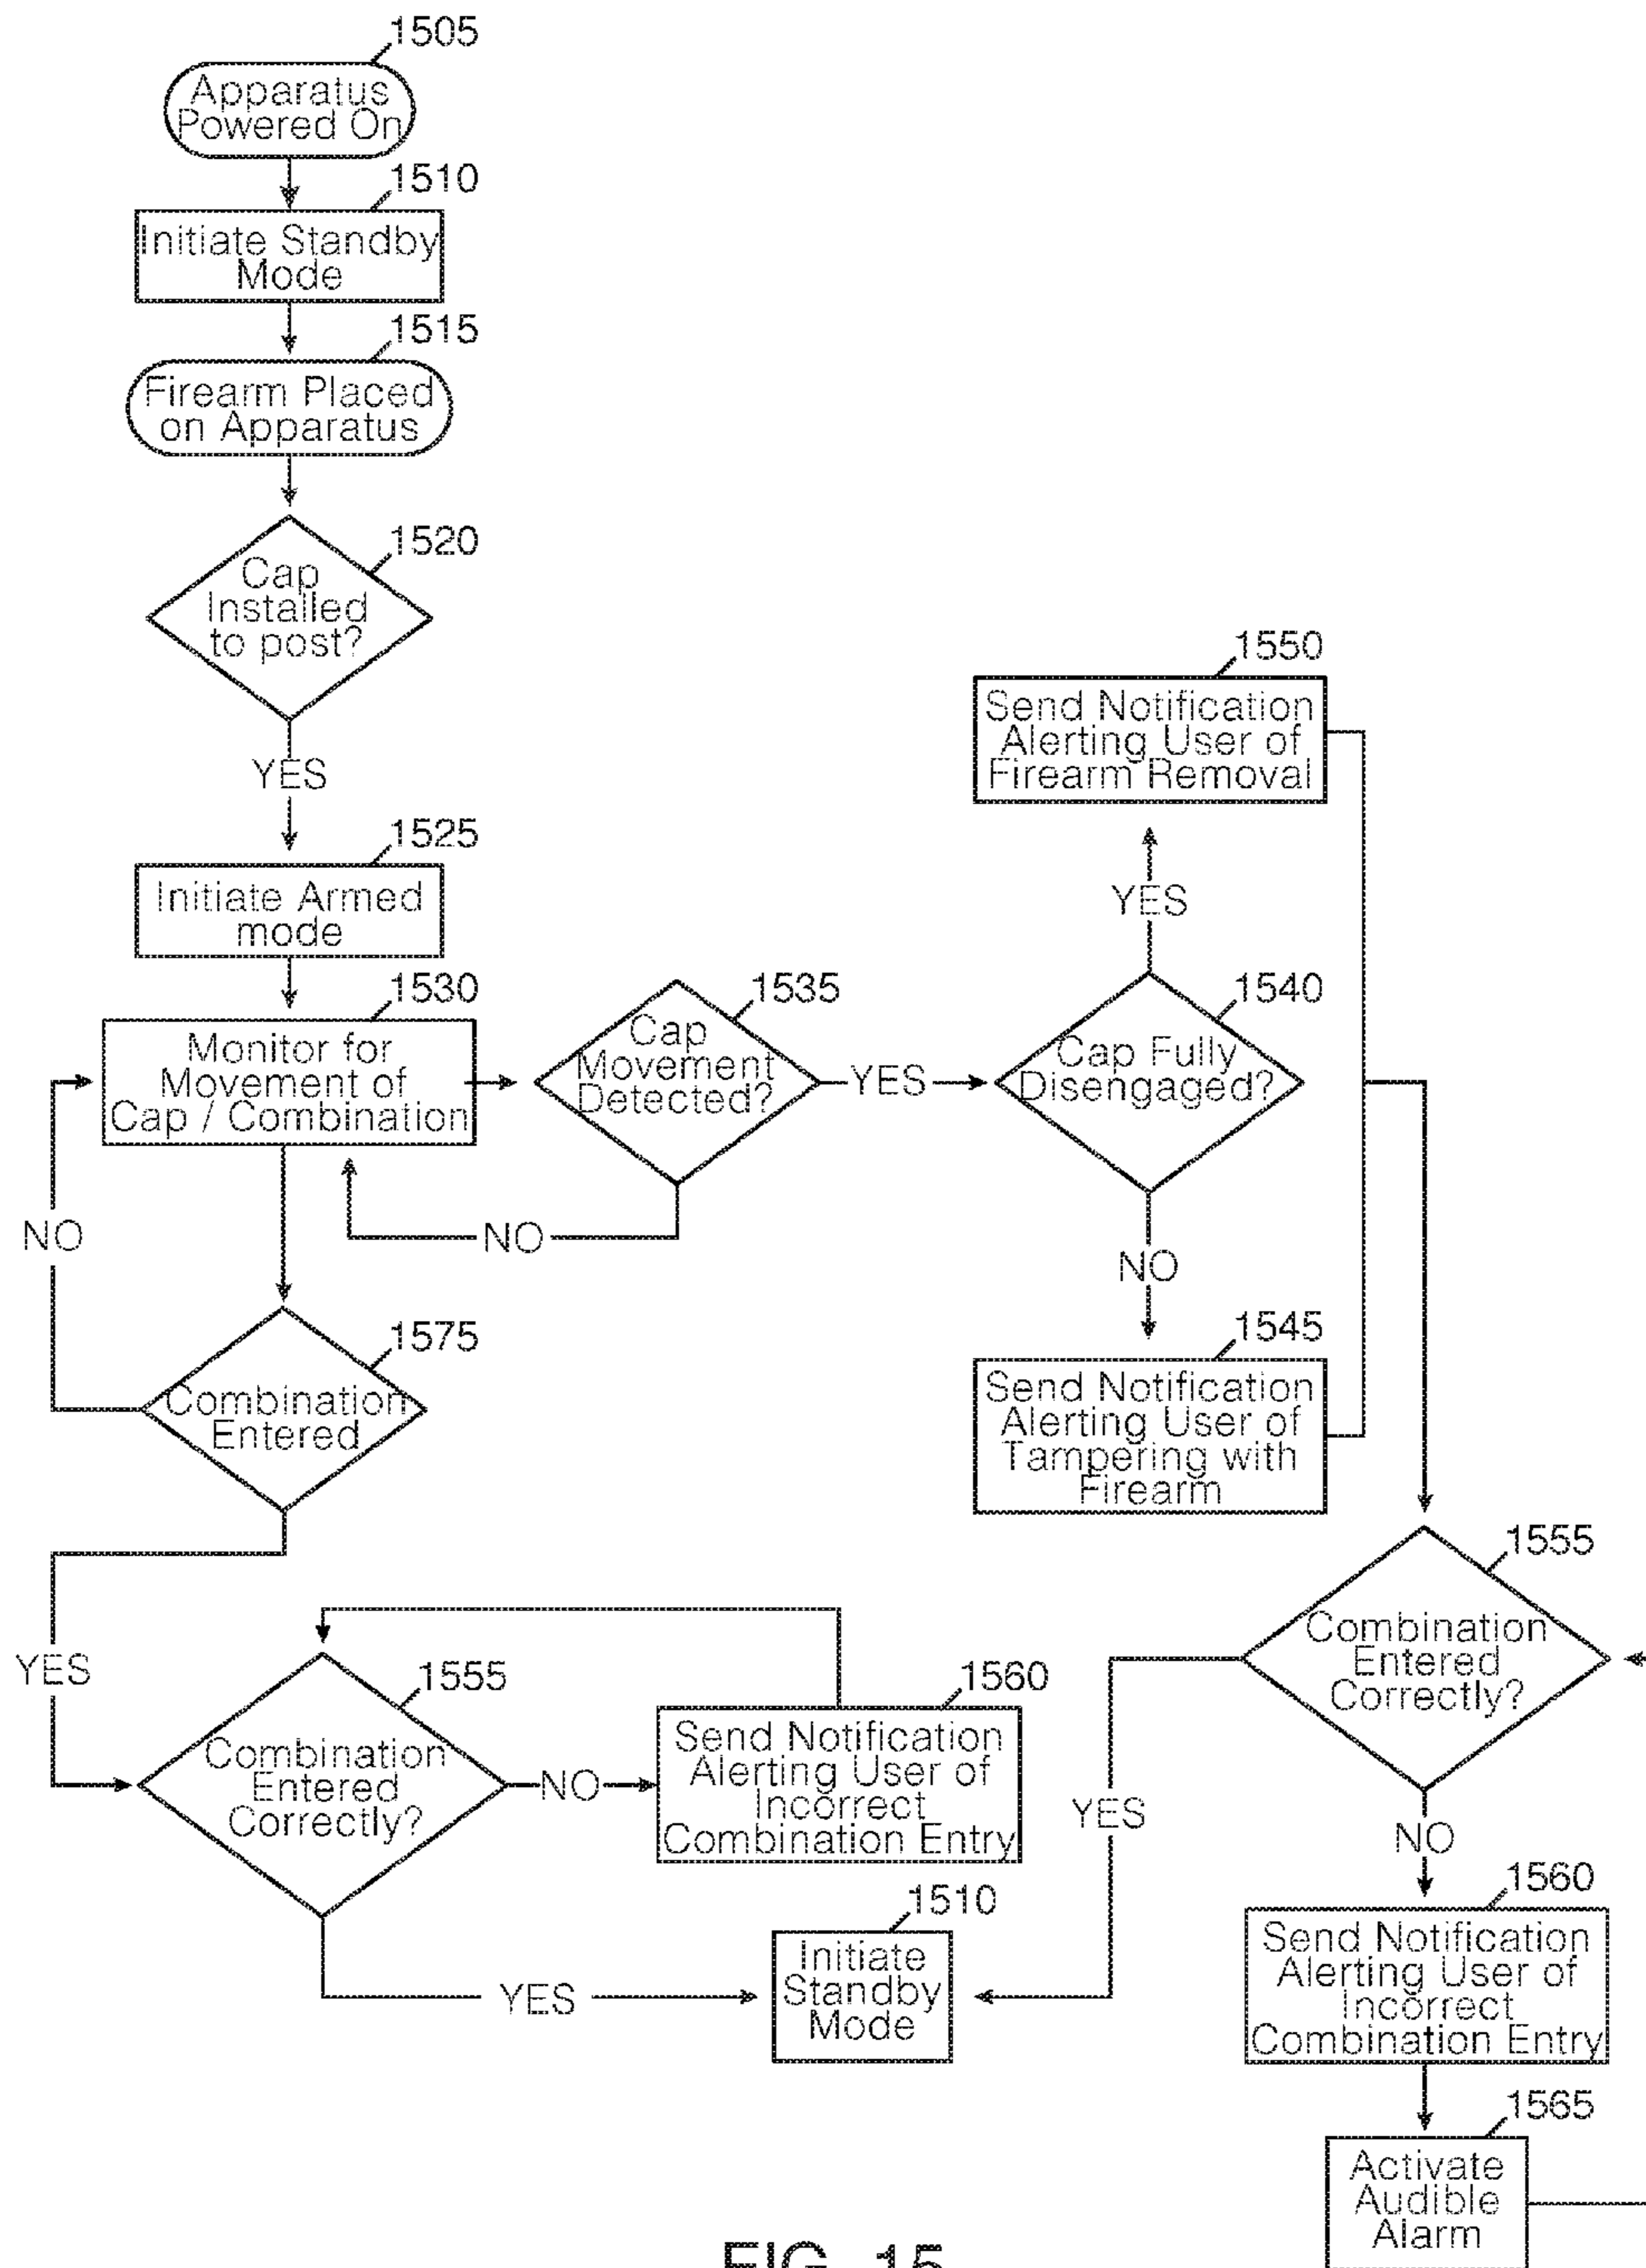 1505
Apparatus
Powered On
1510
Initiate Standby
Mode
1515
Firearm Placed
on Apparatus
1520
Cap
Installed
to post?
YES
1525
Initiate Armed
mode
1530
Monitor for
Movement of
Cap / Combination
1535
Cap
Movement
Detected?
YES
NO
1540
Cap Fully
Disengaged?
YES
1550
Send Notification
Alerting User of
Firearm Removal
NO
1545
Send Notification
Alerting User of
Tampering with
Firearm
NO
1575
Combination
Entered
YES
1555
Combination
Entered
Correctly?
NO
1560
Send Notification
Alerting User of
Incorrect
Combination Entry
YES
1510
Initiate
Standby
Mode
1555
Combination
Entered
Correctly?
YES
NO
1560
Send Notification
Alerting User of
Incorrect
Combination Entry
1565
Activate
Audible
Alarm
FIG. 15